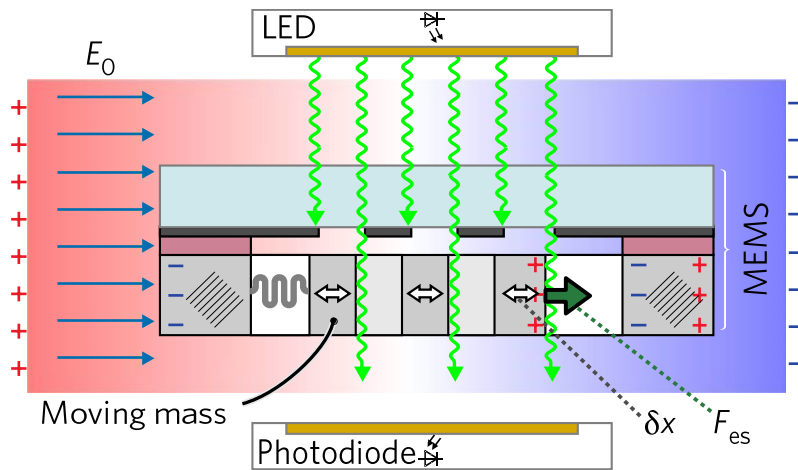 LED
E0
MEMS
Moving mass
δx
Fes
Photodiode